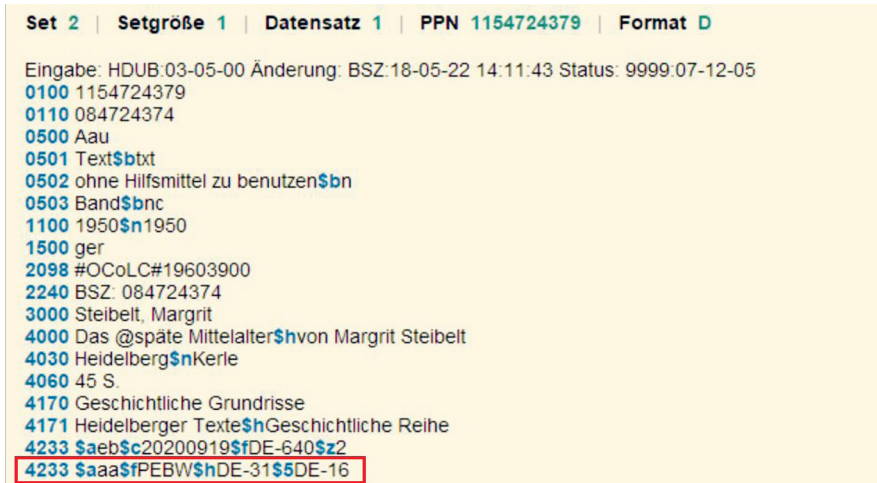 Set 2 | Setgröße 1 | Datensatz 1 | PPN 1154724379 | Format D
Eingabe: HDUB:03-05-00 Änderung: BSZ:18-05-22 14:11:43 Status: 9999:07-12-05
0100 1154724379
0110 084724374
0500 Aau
0501 Text$btxt
0502 ohne Hilfsmittel zu benutzen$bn
0503 Band$bnc
1100 1950$n1950
1500 ger
2098 #OCoLC#19603900
2240 BSZ: 084724374
3000 Steibelt, Margrit
4000 Das @späte Mittelalter$hvon Margrit Steibelt
4030 Heidelberg$nKerle
4060 45 S.
4170 Geschichtliche Grundrisse
4171 Heidelberger Texte$hGeschichtliche Reihe
4233 $aeb$c20200919$fDE-640$z2
4233 $aaa$fPEBW$hDE-31$5DE-16